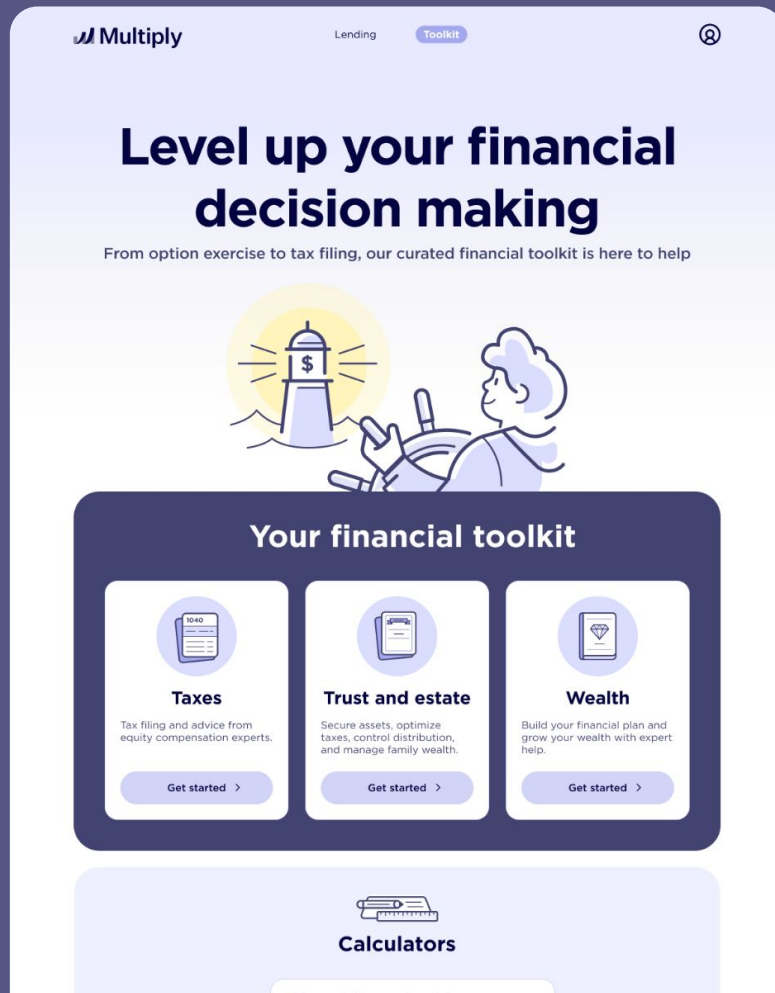 Multiply
Lending
Toolkit
Level up your financial
decision making
From option exercise to tax filing, our curated financial toolkit is here to help
$
Your financial toolkit
1040
Taxes
Tax filing and advice from
equity compensation experts.
Get started >
Trust and estate
Secure assets, optimize
taxes, control distribution,
and manage family wealth.
Get started >
Wealth
Build your financial plan and
grow your wealth with expert
help.
Get started >
Calculators